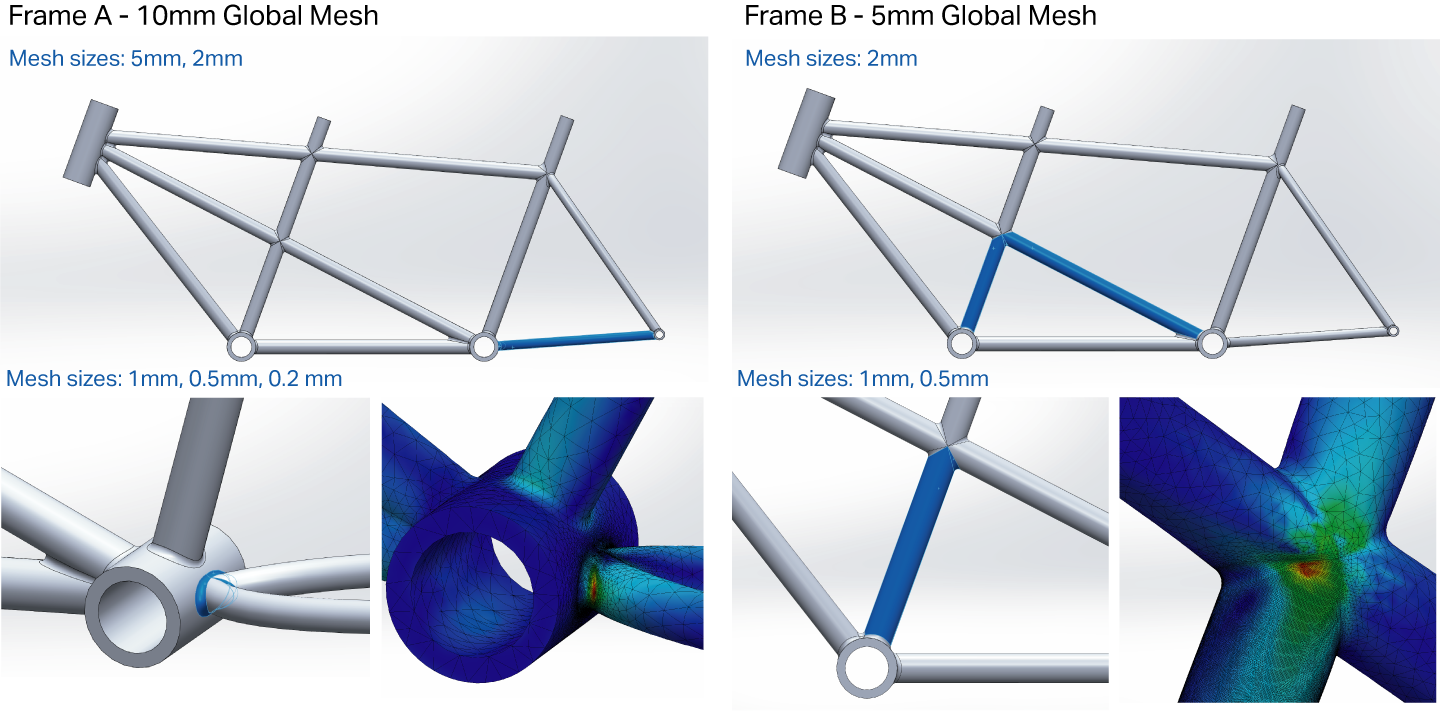 Frame A - 10mm Global Mesh
Mesh sizes: 5mm, 2mm
Mesh sizes: 1mm, 0.5mm, 0.2 mm
Frame B - 5mm Global Mesh
Mesh sizes: 2mm
Mesh sizes: 1mm, 0.5mm